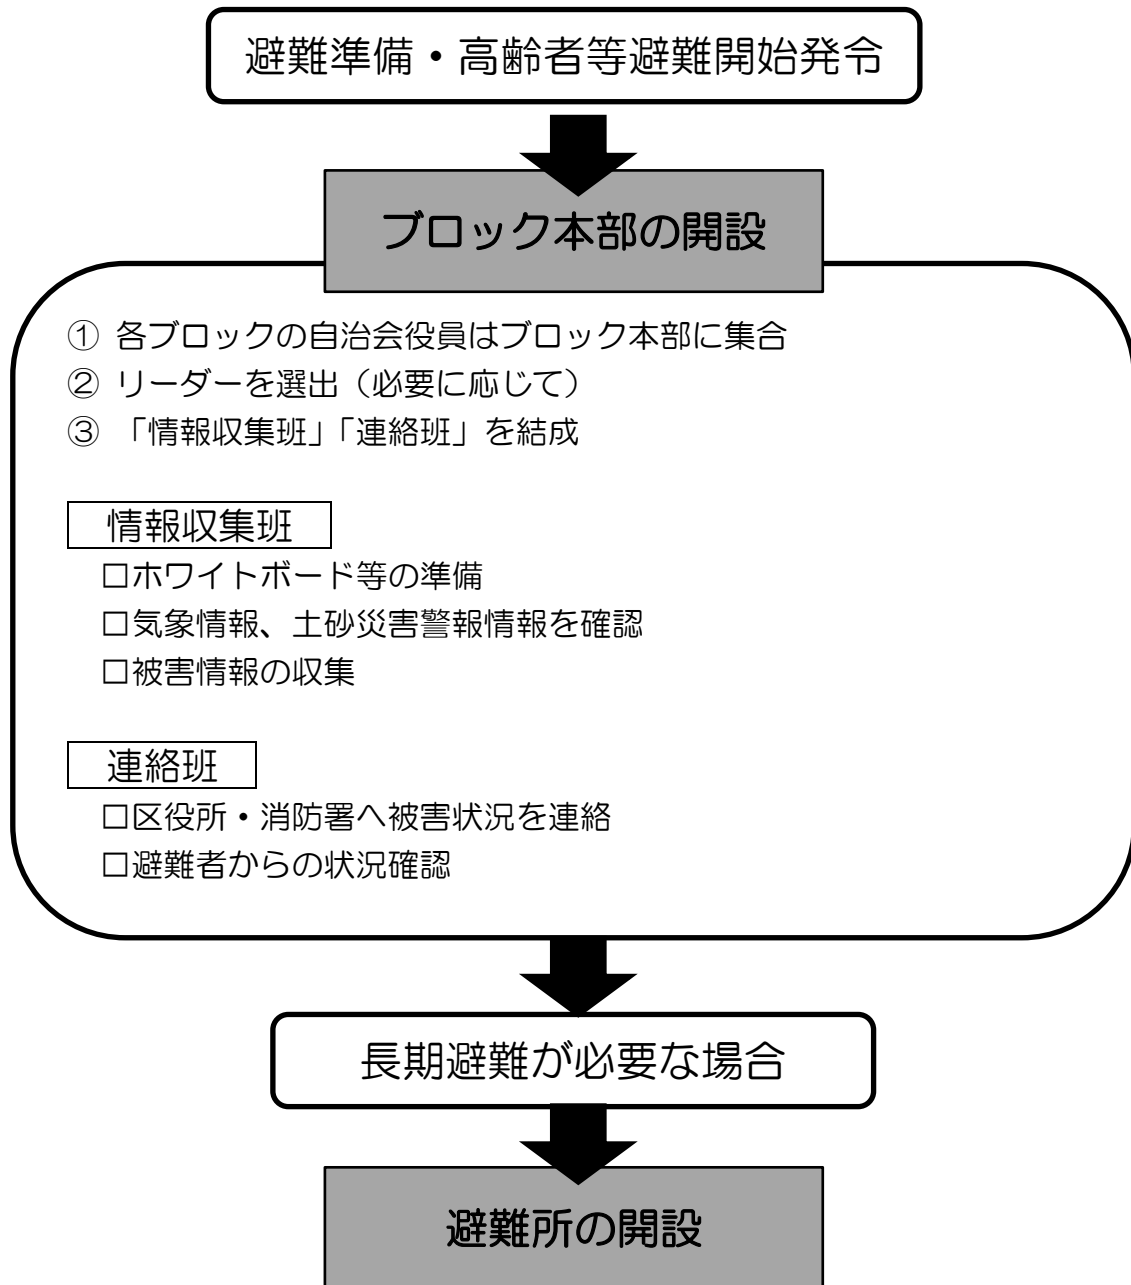 避難準備・高齢者等避難開始発令
ブロック本部の開設
① 各ブロックの自治会役員はブロック本部に集合
② リーダーを選出（必要に応じて）
③ 「情報収集班」「連絡班」を結成
情報収集班
□ホワイトボード等の準備
□気象情報、土砂災害警報情報を確認
□被害情報の収集
連絡班
□区役所・消防署へ被害状況を連絡
□避難者からの状況確認
長期避難が必要な場合
避難所の開設